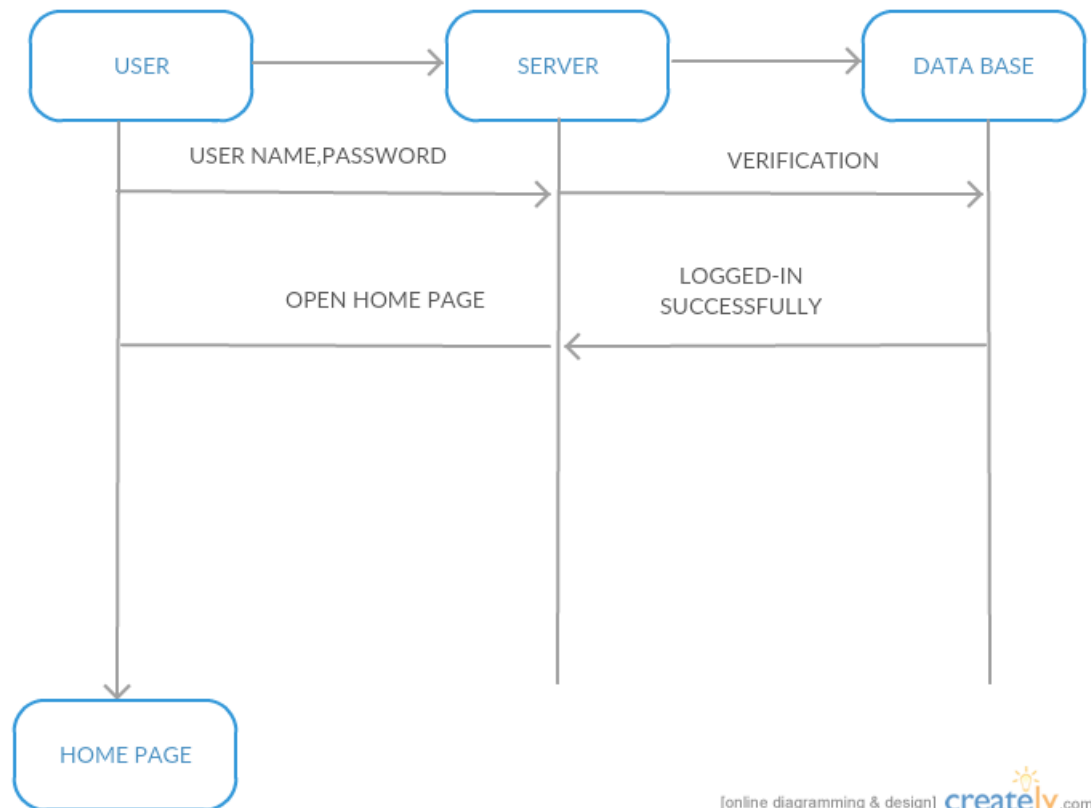 USER
SERVER
DATA BASE
USER NAME,PASSWORD
VERIFICATION
LOGGED-IN
SUCCESSFULLY
OPEN HOME PAGE
HOME PAGE
[online diagramming & design] creately.com